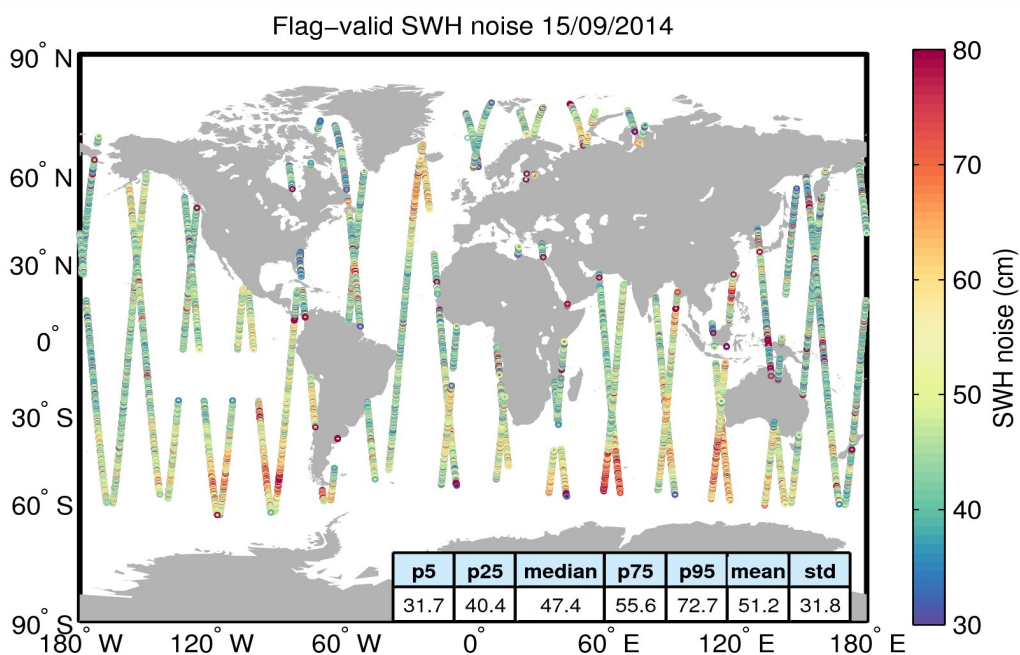 Flag−valid SWH noise 15/09/2014
90° N
60° N
30° N
0°
30° S
60° S
90° S
180° W
120° W
60° W
0°
60° E
120° E
180° E
p5 p25 median p75 p95 mean std
31.7 40.4 47.4 55.6 72.7 51.2 31.8
80
70
60
50
40
30
SWH noise (cm)